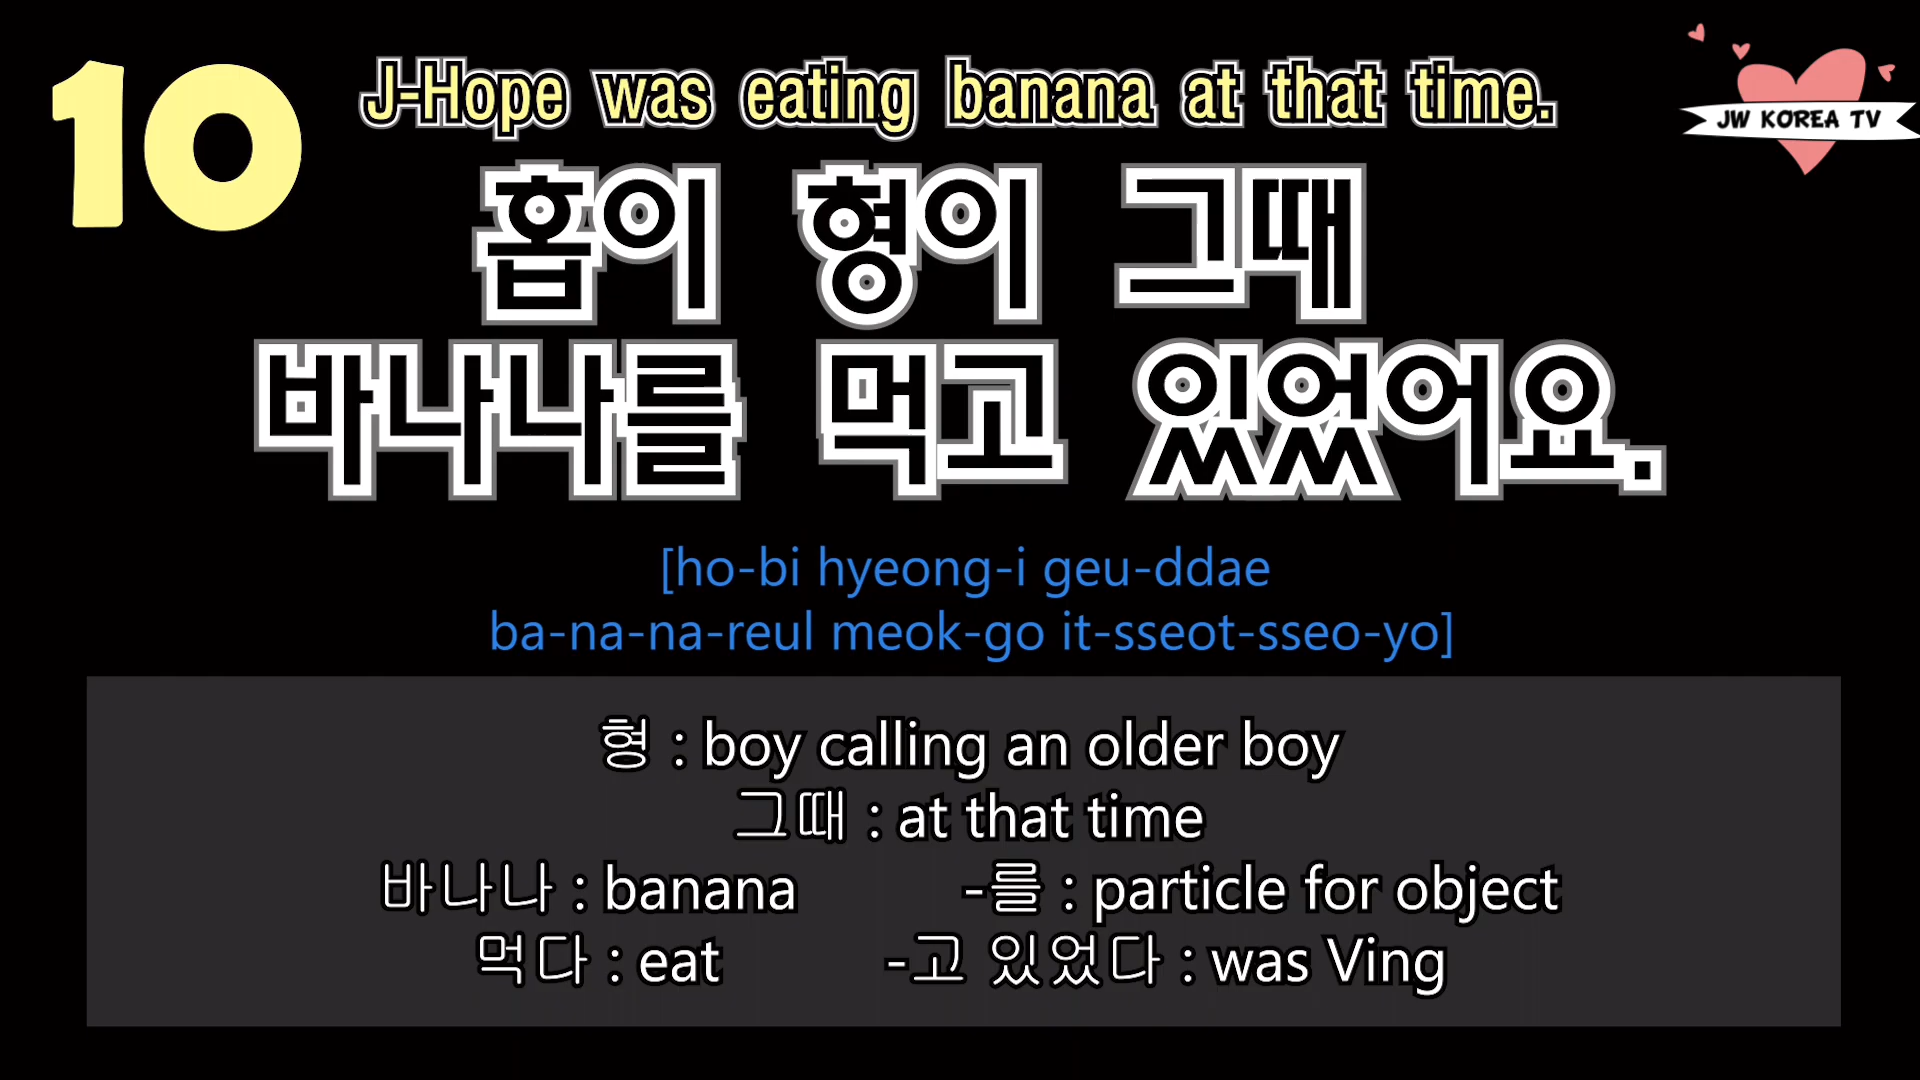 10
J-Hope was eating banana at that time.
JW KOREA TV
홉이 형이 그때
바나나를 먹고 있었어요.
[ho-bi hyeong-i geu-ddae
ba-na-na-reul meok-go it-sseot-sseo-yo]
형 : boy calling an older boy
그때 : at that time
바나나 : banana -를 : particle for object
먹다 : eat -고 있었다 : was Ving